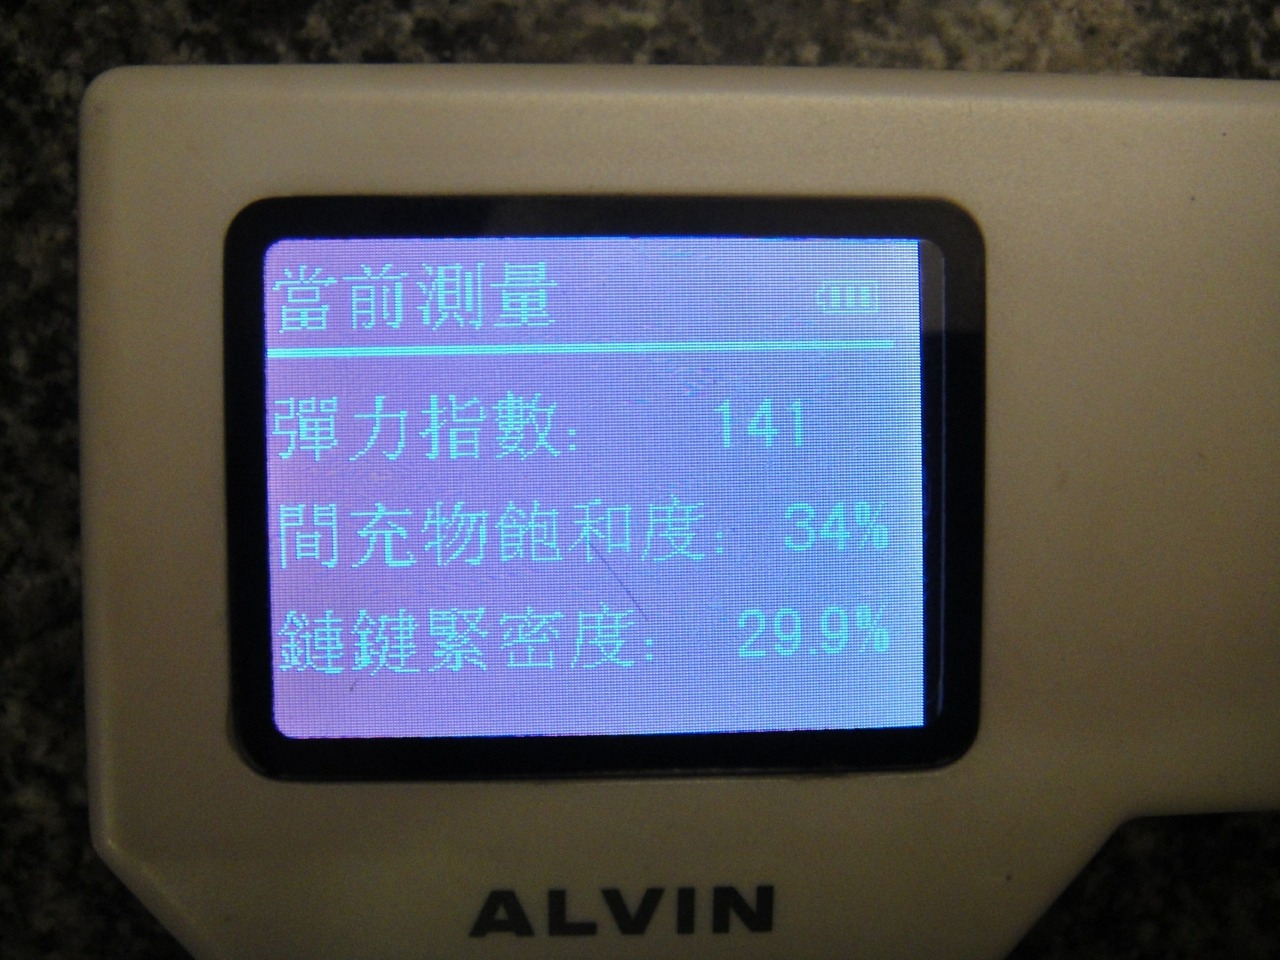 當前測量
彈力指數: 141
間充物飽和度: 34%
鏈鍵緊密度: 29.9%
ALVIN